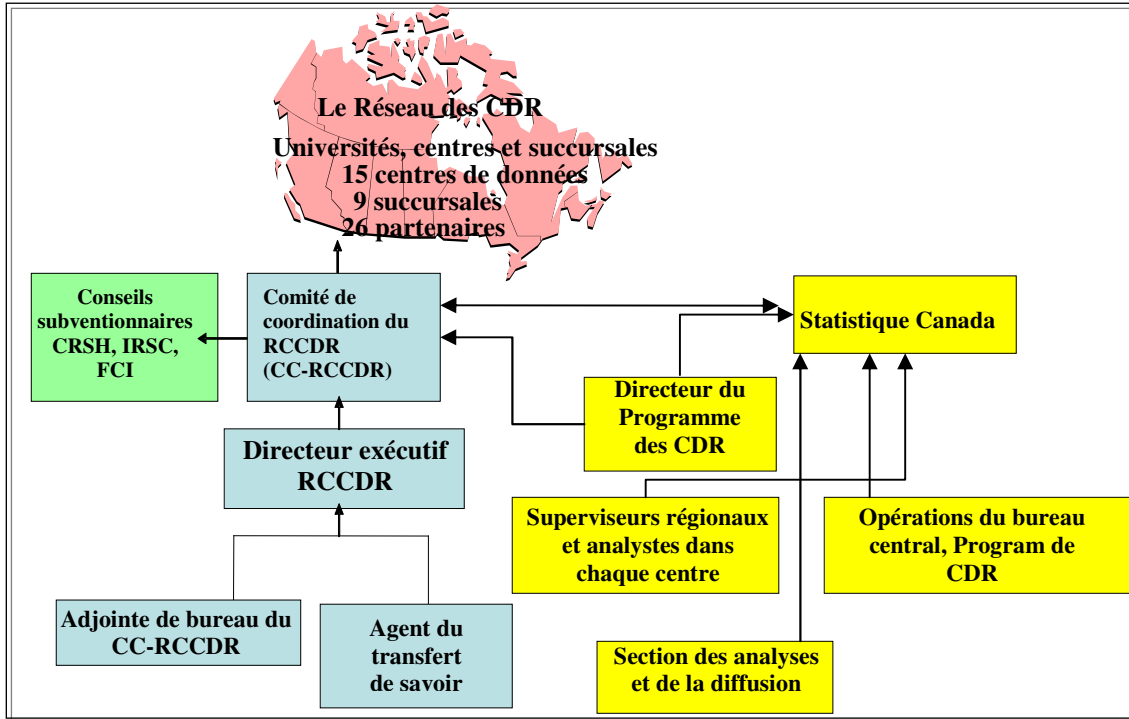 Le Réseau des CDR
Universités, centres et succursales
15 centres de données
9 succursales
26 partenaires
Conseils
subventionnaires
CRSH, IRSC,
FCI
Comité de
coordination du
RCCDR
(CC-RCCDR)
Statistique Canada
Directeur du
Programme
des CDR
Directeur exécutif
RCCDR
Superviseurs régionaux
et analystes dans
chaque centre
Opérations du bureau
central, Program de
CDR
Adjointe de bureau du
CC-RCCDR
Agent du
transfert
de savoir
Section des analyses
et de la diffusion